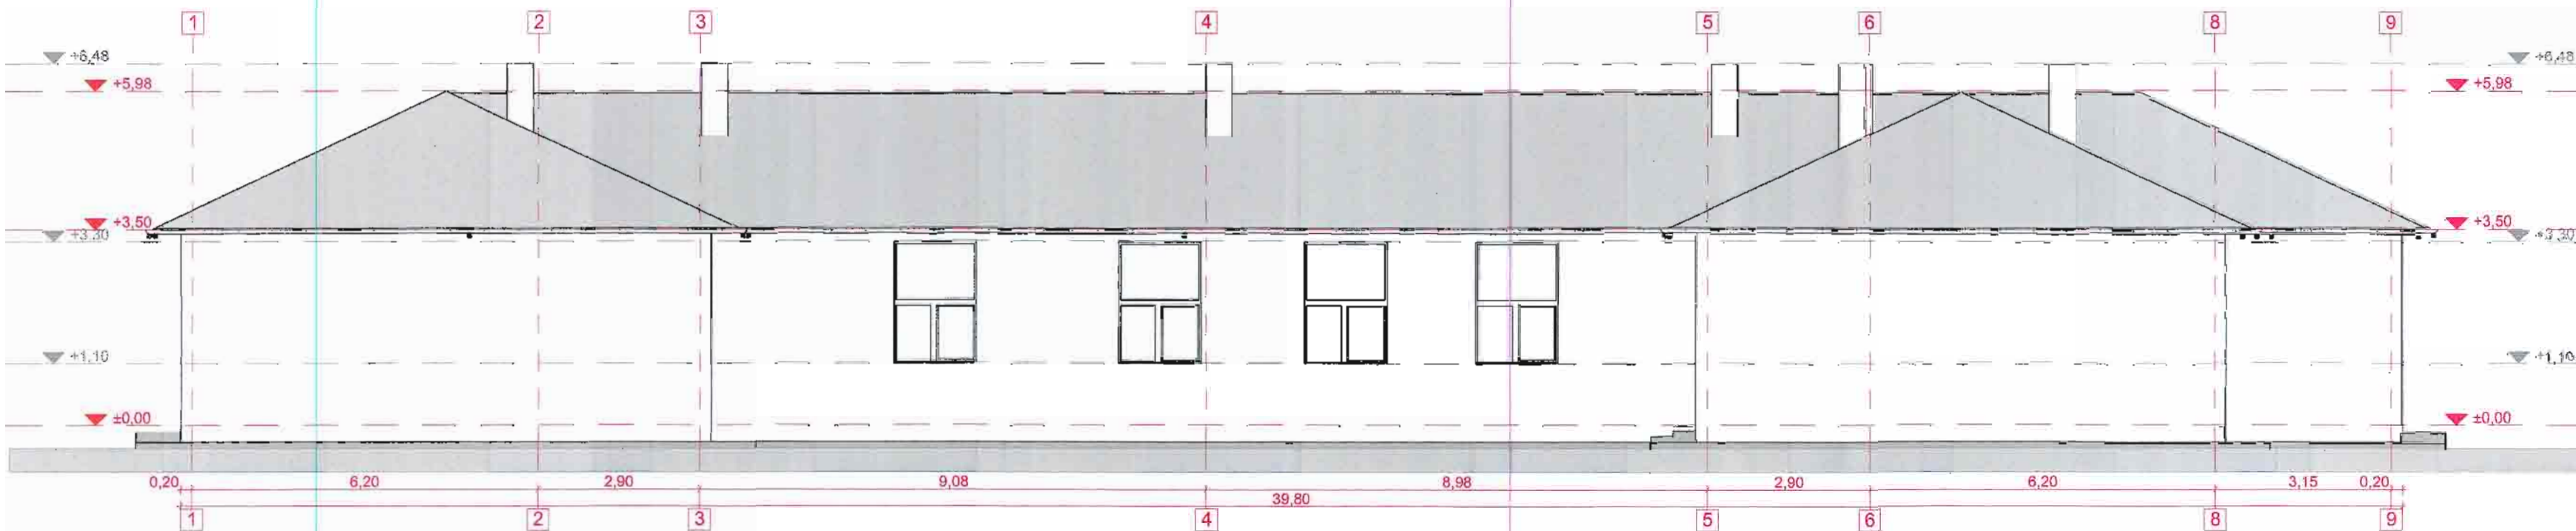 1 2 3 4 5 6 8 9
+6,48 +6,48
+5,98 +5,98
+3,50 +3,50
+3,30 +3,30
+1,10 +1,10
±0,00 ±0,00
0,20 6,20 2,90 9,08 8,98 2,90 6,20 3,15 0,20
39,80
1 2 3 4 5 6 8 9